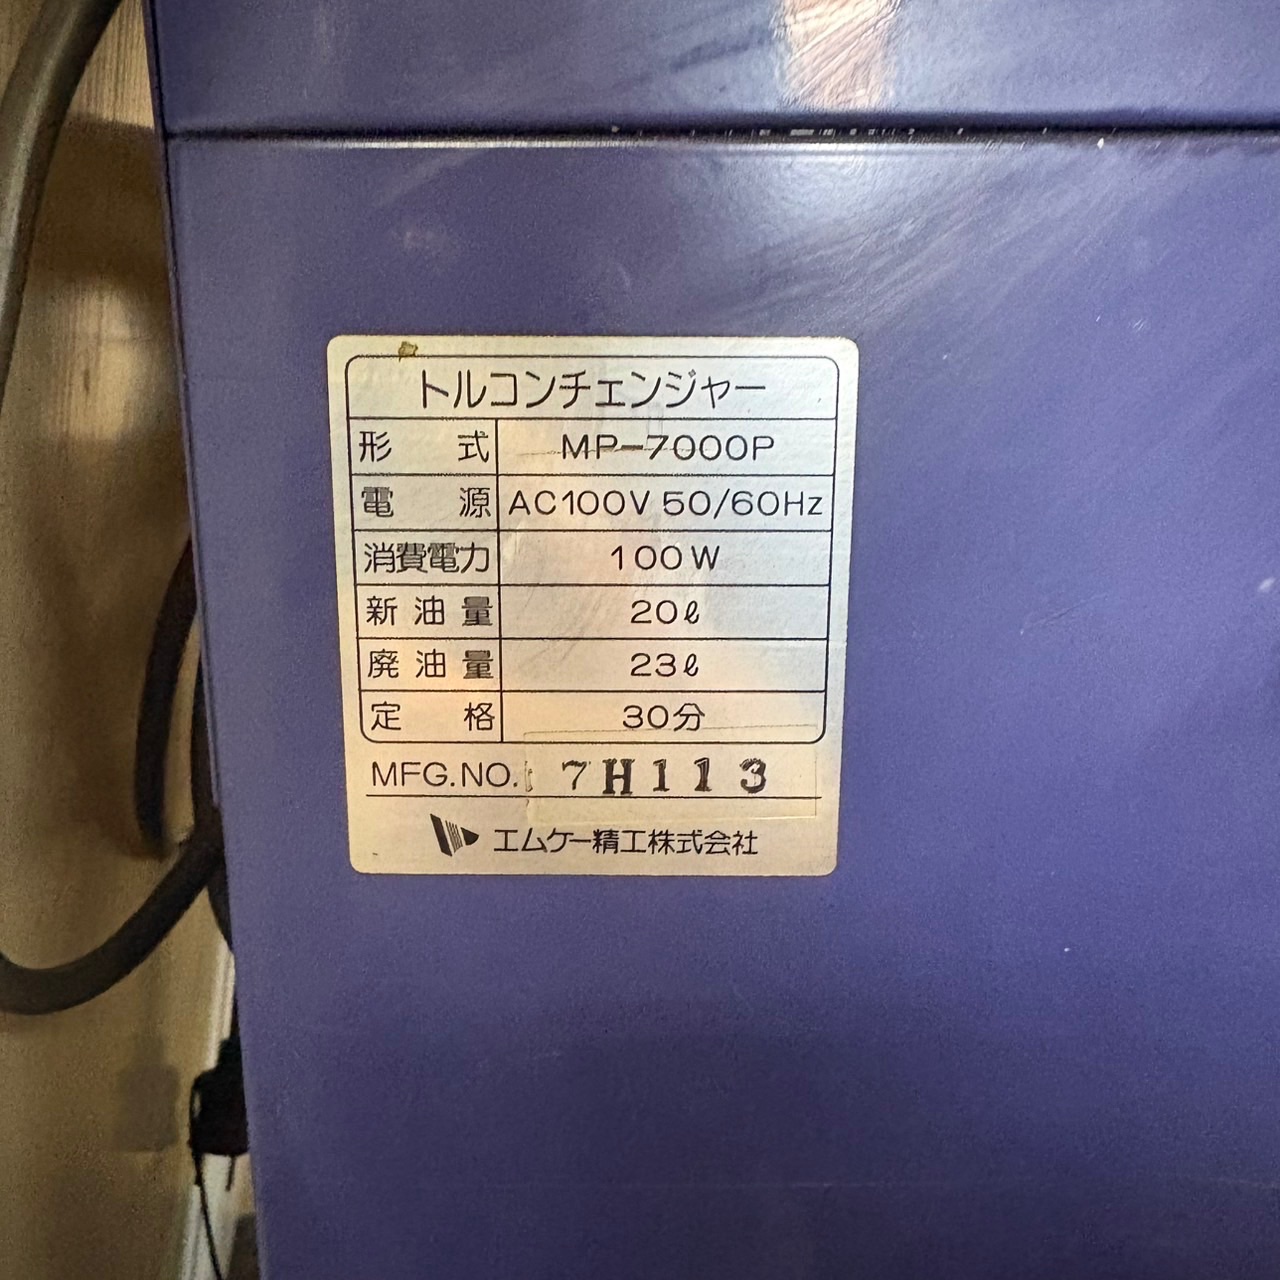 トルコンチェンジャー
形式 MP-7000P
電源 AC100V 50/60Hz
消費電力 100W
新油量 20ℓ
廃油量 23ℓ
定格 30分
MFG.NO. 7H113
エムケー精工株式会社